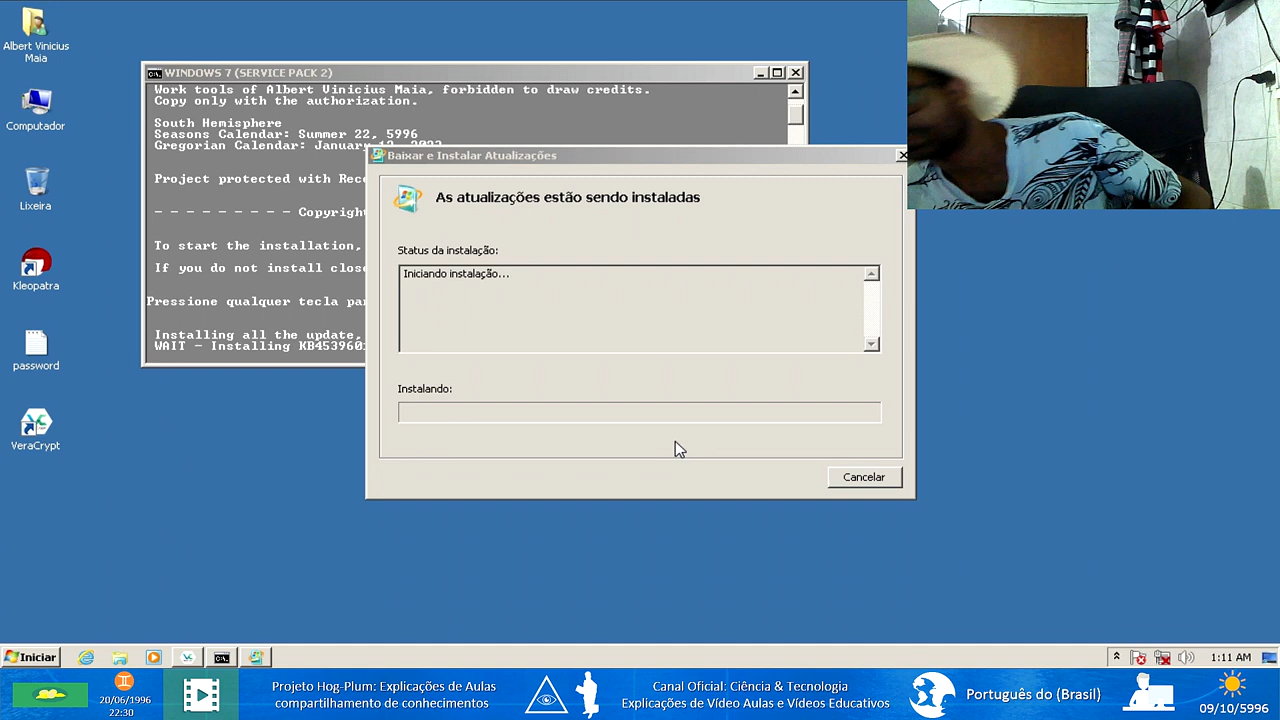 Albert Vinicius
Maia
Computador
Lixeira
Kleopatra
password
VeraCrypt
WINDOWS 7 (SERVICE PACK 2)
Work tools of Albert Vinicius Maia, forbidden to draw credits.
Copy only with the authorization.
South Hemisphere
Seasons Calendar: Summer 22, 5996
Gregorian Calendar: January
Project protected with
- - - - - - - - - Copyright
To start the installation,
If you do not install
Pressione qualquer tecla
Installing all the update,
WAIT - Installing KB453960
Baixar e Instalar Atualizações
As atualizações estão sendo instaladas
Status da instalação:
Iniciando instalação...
Instalando:
Cancelar
Iniciar
1:11 AM
20/06/1996
22:30
Projeto Hog-Plum: Explicações de Aulas
compartilhamento de conhecimentos
Canal Oficial: Ciência & Tecnologia
Explicações de Vídeo Aulas e Vídeos Educativos
Português do (Brasil)
09/10/5996